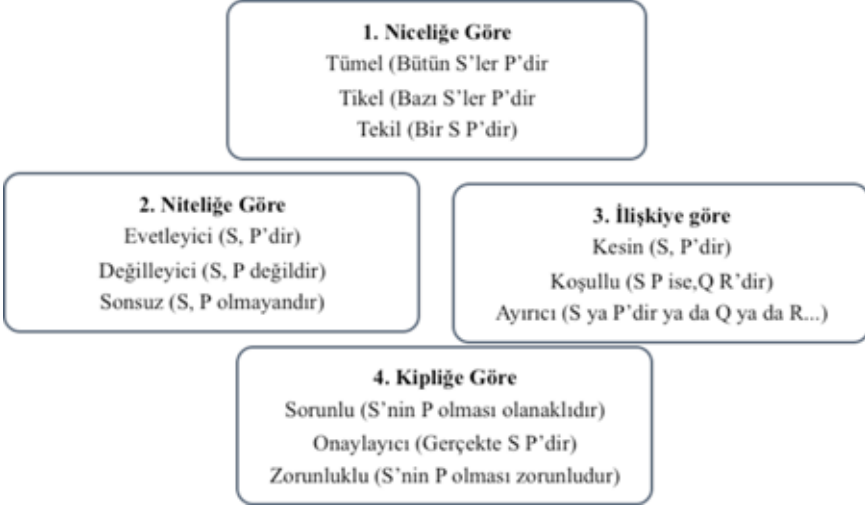 1. Niceliğe Göre
Tümel (Bütün S’ler P’dir
Tikel (Bazı S’ler P’dir
Tekil (Bir S P’dir)
2. Niteliğe Göre
Evetleyici (S, P’dir)
Değilleyici (S, P değildir)
Sonsuz (S, P olmayandır)
3. İlişkiye göre
Kesin (S, P’dir)
Koşullu (S P ise,Q R’dir)
Ayırıcı (S ya P’dir ya da Q ya da R...)
4. Kipliğe Göre
Sorunlu (S’nin P olması olanaklıdır)
Onaylayıcı (Gerçekte S P’dir)
Zorunluklu (S’nin P olması zorunludur)